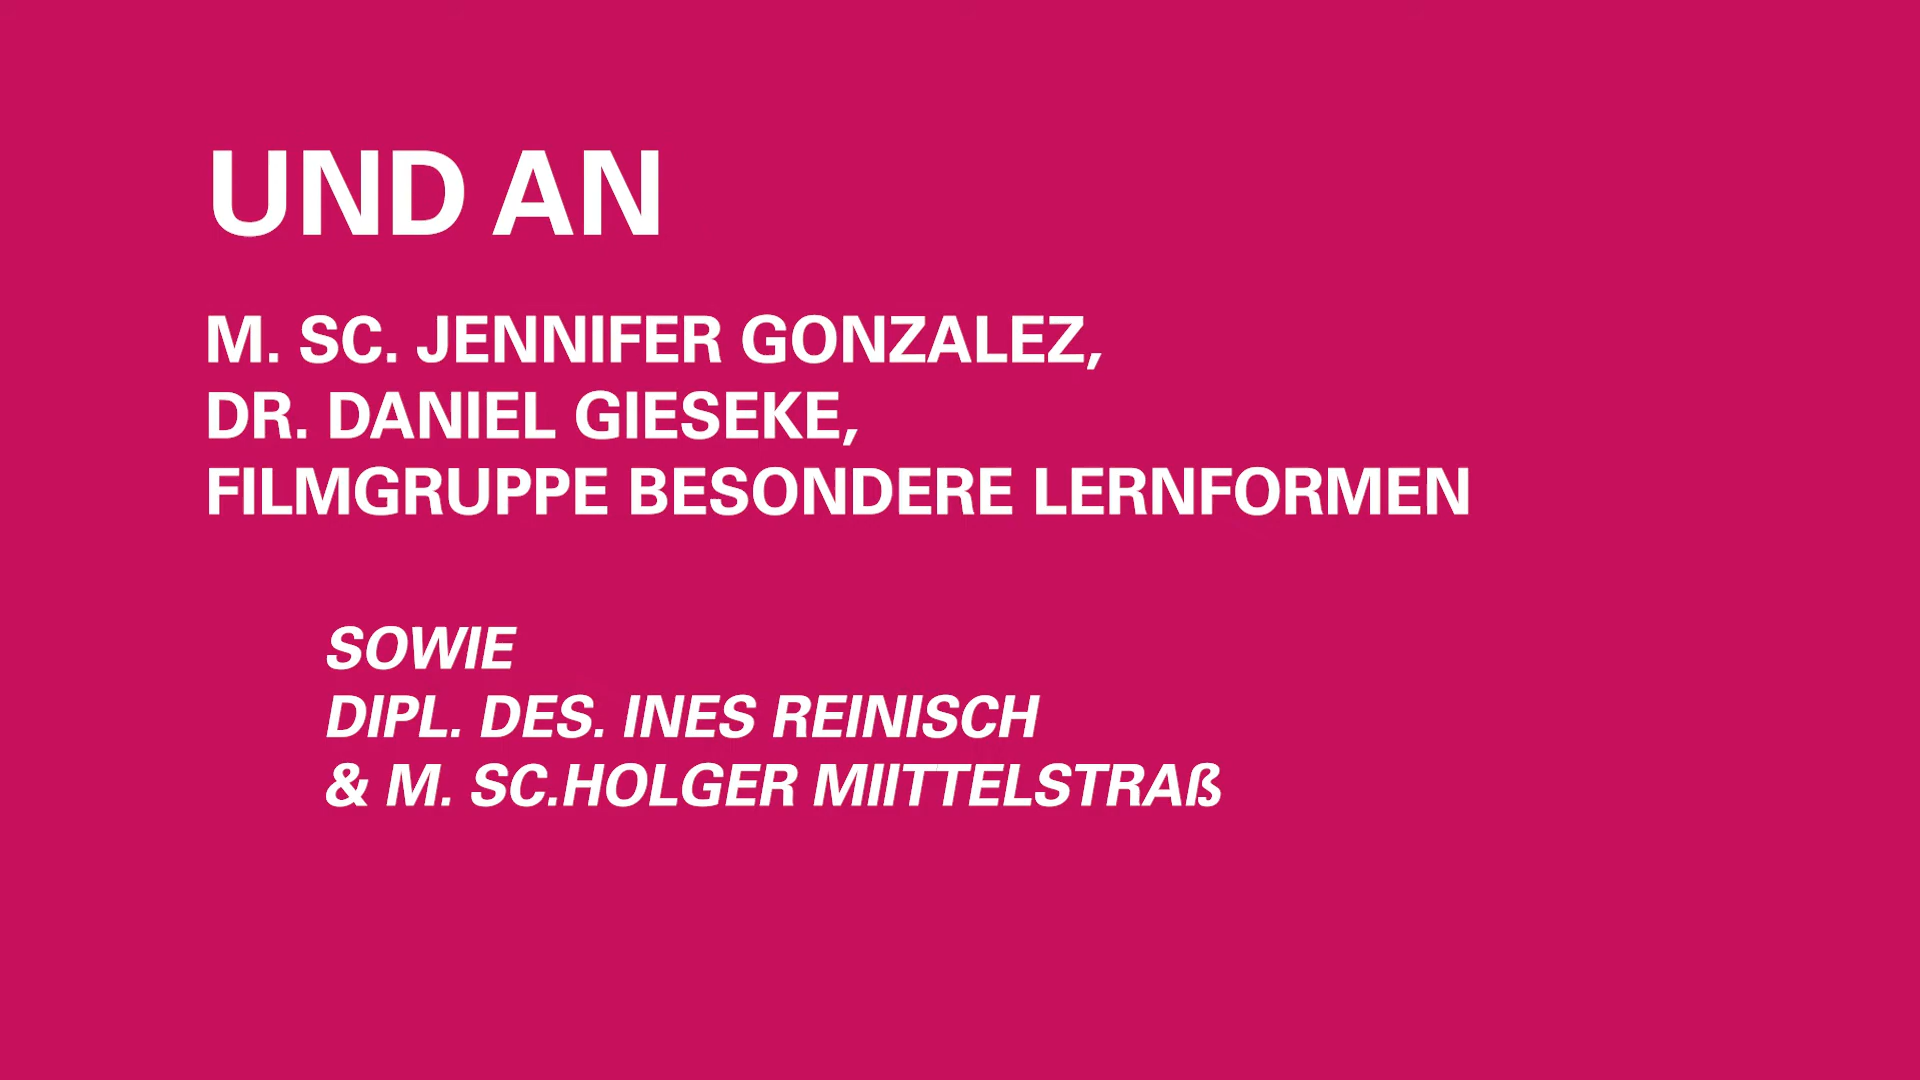 UND AN
M. SC. JENNIFER GONZALEZ,
DR. DANIEL GIESEKE,
FILMGRUPPE BESONDERE LERNFORMEN
SOWIE
DIPL. DES. INES REINISCH
& M. SC.HOLGER MIITTELSTRAß